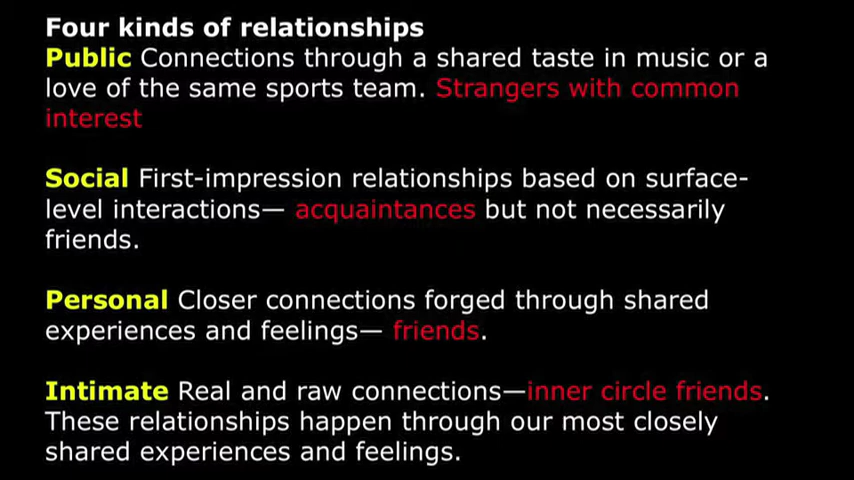 Four kinds of relationships
Public Connections through a shared taste in music or a
love of the same sports team. Strangers with common
interest
Social First-impression relationships based on surface-
level interactions— acquaintances but not necessarily
friends.
Personal Closer connections forged through shared
experiences and feelings— friends.
Intimate Real and raw connections—inner circle friends.
These relationships happen through our most closely
shared experiences and feelings.